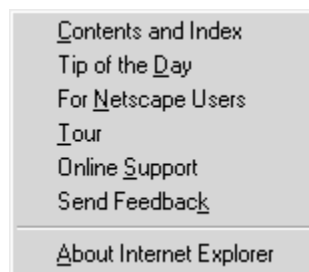 Contents and Index
Tip of the Day
For Netscape Users
Tour
Online Support
Send Feedback
About Internet Explorer